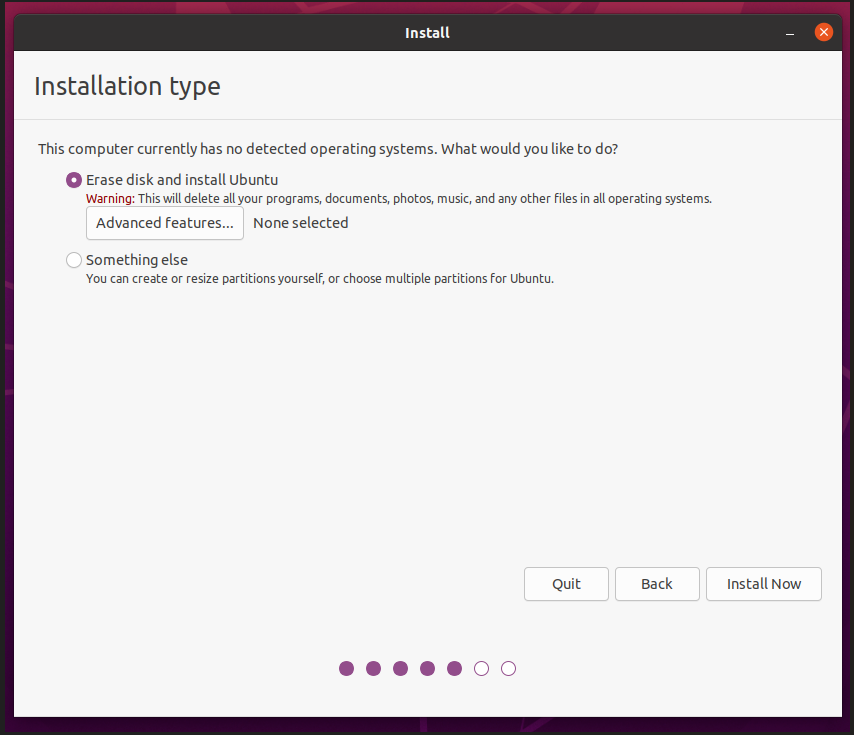 Install
Installation type
This computer currently has no detected operating systems. What would you like to do?
Erase disk and install Ubuntu
Warning: This will delete all your programs, documents, photos, music, and any other files in all operating systems.
Advanced features... None selected
Something else
You can create or resize partitions yourself, or choose multiple partitions for Ubuntu.
Quit Back Install Now